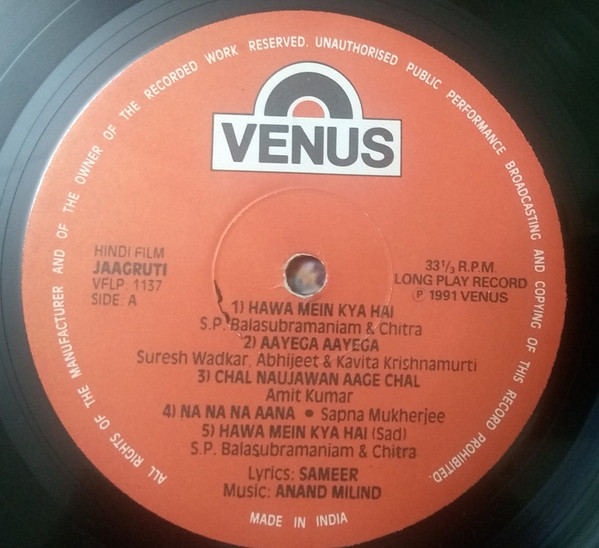 ALL RIGHTS OF THE MANUFACTURER AND OF THE OWNER OF THE RECORDED WORK RESERVED. UNAUTHORISED PUBLIC PERFORMANCE BROADCASTING AND COPYING OF THIS RECORD PROHIBITED.
VENUS
HINDI FILM
JAAGRUTI
VFLP: 1137
SIDE: A
33 1/3 R.P.M.
LONG PLAY RECORD
℗ 1991 VENUS
1) HAWA MEIN KYA HAI
S.P. Balasubramaniam & Chitra
2) AAYEGA AAYEGA
Suresh Wadkar, Abhijeet & Kavita Krishnamurti
3) CHAL NAUJAWAN AAGE CHAL
Amit Kumar
4) NA NA NA AANA • Sapna Mukherjee
5) HAWA MEIN KYA HAI (Sad)
S.P. Balasubramaniam & Chitra
Lyrics: SAMEER
Music: ANAND MILIND
MADE IN INDIA